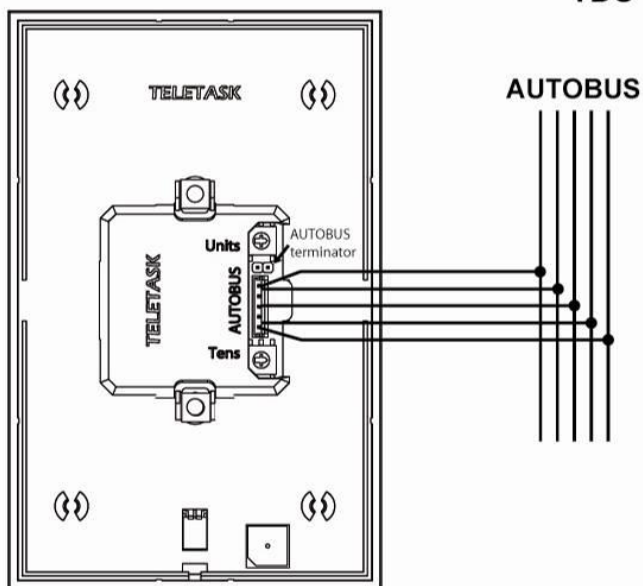 TELETASK
AUTOBUS
AUTOBUS
terminator
Units
TELETASK
AUTOBUS
Tens